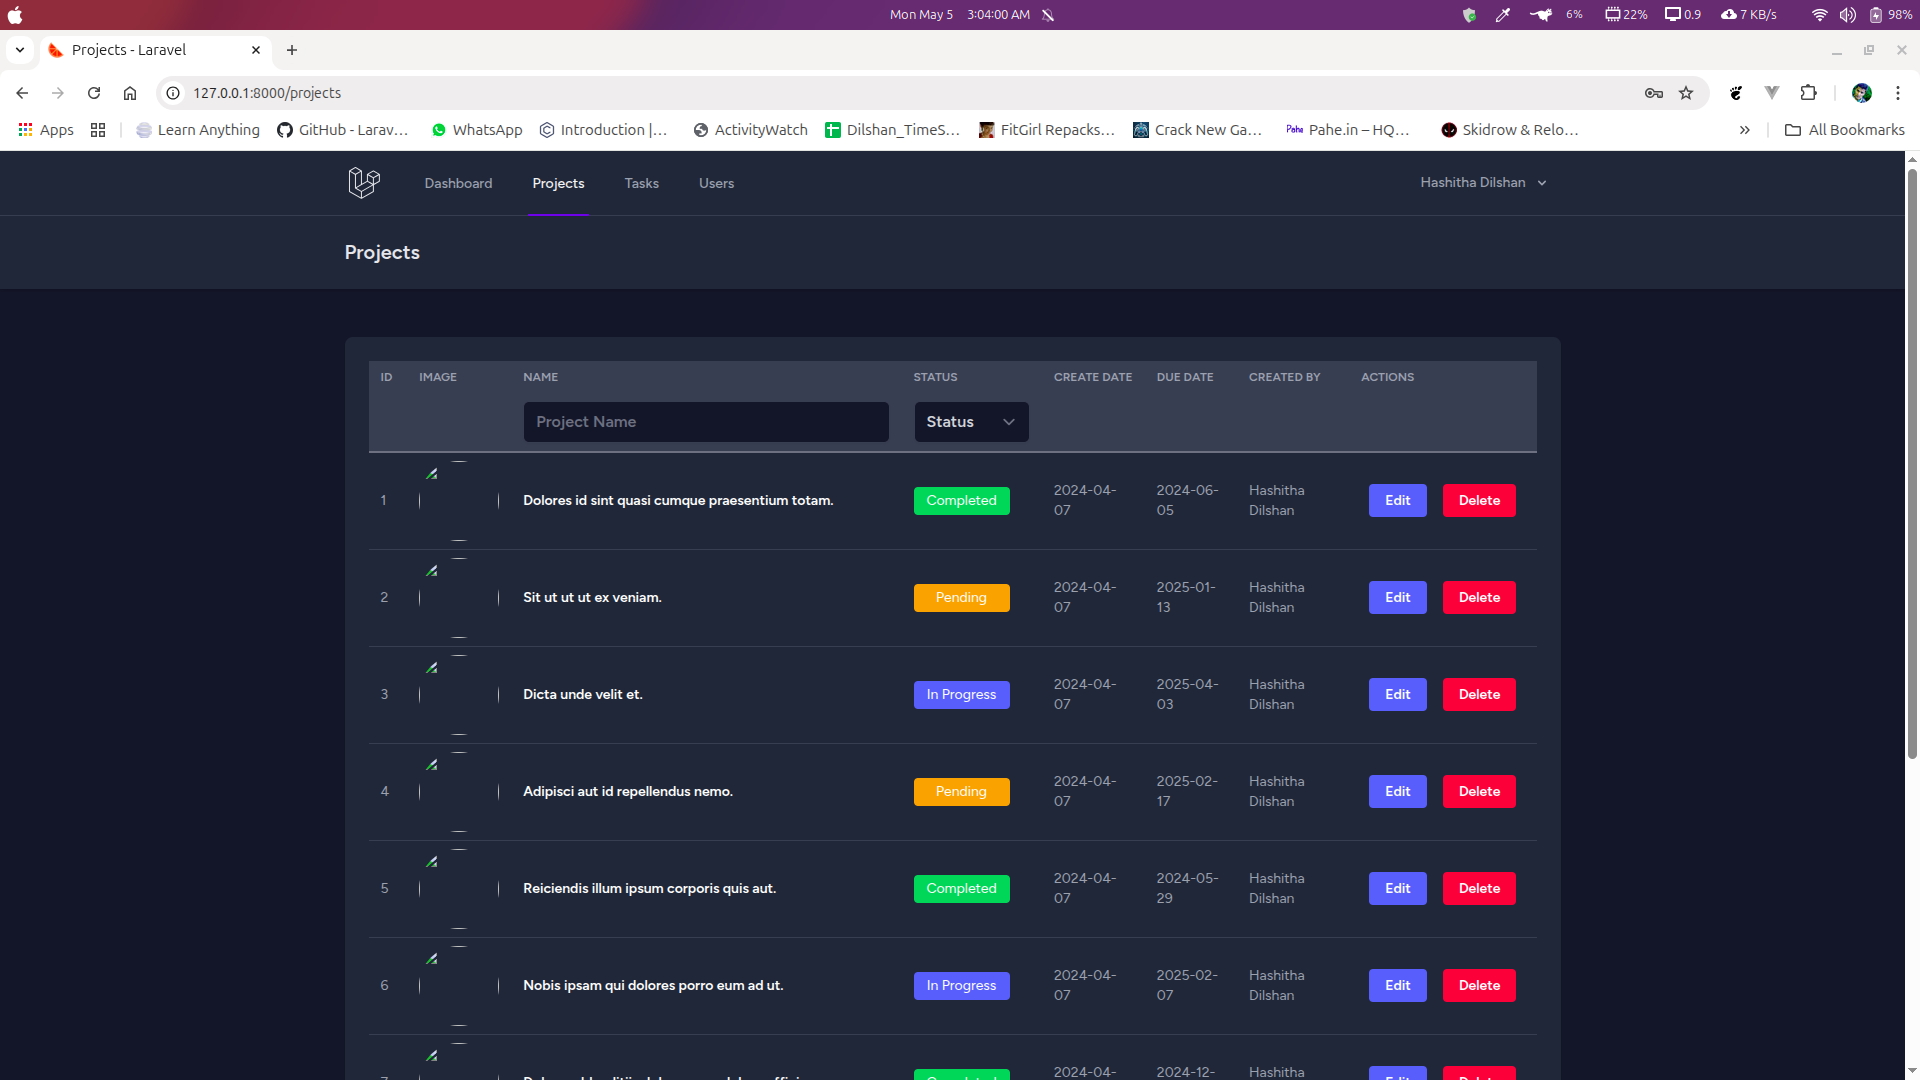 Mon May 5 3:04:00 AM 6% 22% 0.9 7 KB/s 98%
Projects - Laravel
127.0.0.1:8000/projects
Apps Learn Anything GitHub - Larav... WhatsApp Introduction |... ActivityWatch Dilshan_TimeS... FitGirl Repacks... Crack New Ga... Pahe Pahe.in – HQ... Skidrow & Relo... » All Bookmarks
Dashboard Projects Tasks Users Hashitha Dilshan
Projects
ID IMAGE NAME STATUS CREATE DATE DUE DATE CREATED BY ACTIONS
Project Name Status
1 Dolores id sint quasi cumque praesentium totam. Completed 2024-04-07 2024-06-05 Hashitha Dilshan Edit Delete
2 Sit ut ut ut ex veniam. Pending 2024-04-07 2025-01-13 Hashitha Dilshan Edit Delete
3 Dicta unde velit et. In Progress 2024-04-07 2025-04-03 Hashitha Dilshan Edit Delete
4 Adipisci aut id repellendus nemo. Pending 2024-04-07 2025-02-17 Hashitha Dilshan Edit Delete
5 Reiciendis illum ipsum corporis quis aut. Completed 2024-04-07 2024-05-29 Hashitha Dilshan Edit Delete
6 Nobis ipsam qui dolores porro eum ad ut. In Progress 2024-04-07 2025-02-07 Hashitha Dilshan Edit Delete
2024-04- 2024-12- Hashitha